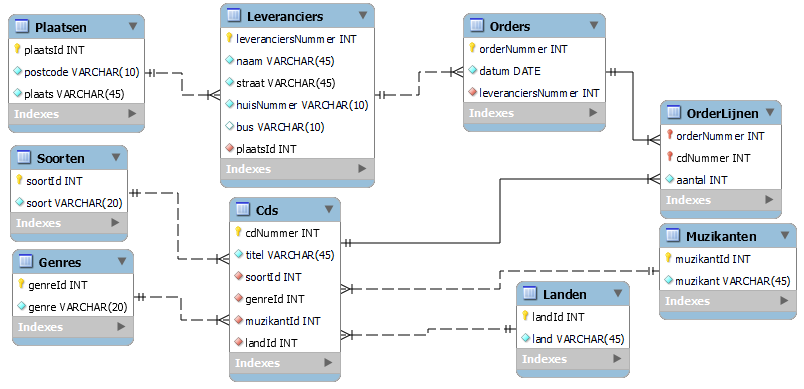 Plaatsen
plaatsId INT
postcode VARCHAR(10)
plaats VARCHAR(45)
Indexes
Leveranciers
leveranciersNummer INT
naam VARCHAR(45)
straat VARCHAR(45)
huisNummer VARCHAR(10)
bus VARCHAR(10)
plaatsId INT
Indexes
Orders
orderNummer INT
datum DATE
leveranciersNummer INT
Indexes
OrderLijnen
orderNummer INT
cdNummer INT
aantal INT
Indexes
Soorten
soortId INT
soort VARCHAR(20)
Indexes
Cds
cdNummer INT
titel VARCHAR(45)
soortId INT
genreId INT
muzikantId INT
landId INT
Indexes
Muzikanten
muzikantId INT
muzikant VARCHAR(45)
Indexes
Genres
genreId INT
genre VARCHAR(20)
Indexes
Landen
landId INT
land VARCHAR(45)
Indexes